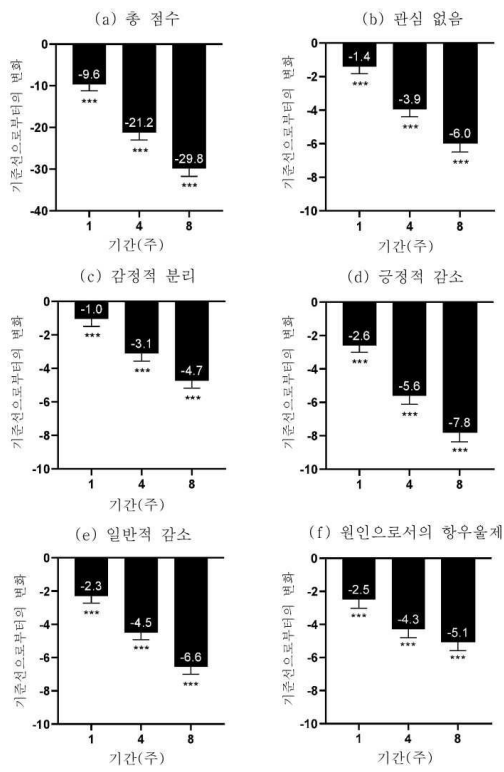 (a) 총 점수
기준선으로부터의 변화
0
-10
-20
-30
-40
-9.6
***
-21.2
***
-29.8
***
1 4 8
기간(주)
(b) 관심 없음
기준선으로부터의 변화
0
-2
-4
-6
-8
-1.4
***
-3.9
***
-6.0
***
1 4 8
기간(주)
(c) 감정적 분리
기준선으로부터의 변화
0
-2
-4
-6
-8
-10
-1.0
***
-3.1
***
-4.7
***
1 4 8
기간(주)
(d) 긍정적 감소
기준선으로부터의 변화
0
-2
-4
-6
-8
-10
-2.6
***
-5.6
***
-7.8
***
1 4 8
기간(주)
(e) 일반적 감소
기준선으로부터의 변화
0
-2
-4
-6
-8
-10
-2.3
***
-4.5
***
-6.6
***
1 4 8
기간(주)
(f) 원인으로서의 항우울제
기준선으로부터의 변화
0
-2
-4
-6
-8
-10
-2.5
***
-4.3
***
-5.1
***
1 4 8
기간(주)